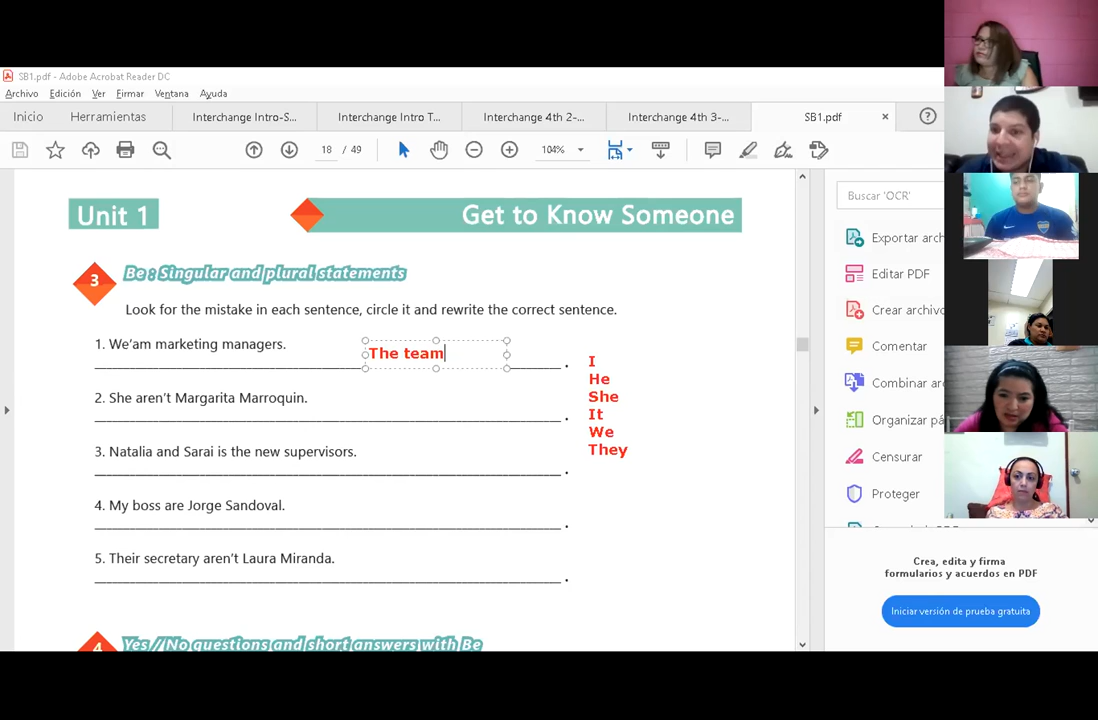 SB1.pdf - Adobe Acrobat Reader DC
Archivo Edición Ver Firmar Ventana Ayuda
Inicio Herramientas Interchange Intro-S... Interchange Intro T... Interchange 4th 2-... Interchange 4th 3-... SB1.pdf × ?
18 / 49 104%
Unit 1 Get to Know Someone
3 Be : Singular and plural statements
Look for the mistake in each sentence, circle it and rewrite the correct sentence.
1. We'am marketing managers.
The team
2. She aren't Margarita Marroquin.
3. Natalia and Sarai is the new supervisors.
4. My boss are Jorge Sandoval.
5. Their secretary aren't Laura Miranda.
I
He
She
It
We
They
4 Yes / No questions and short answers with Be
Buscar 'OCR'
Exportar arch
Editar PDF
Crear archivo
Comentar
Combinar arc
Organizar pá
Censurar
Proteger
Crea, edita y firma
formularios y acuerdos en PDF
Iniciar versión de prueba gratuita